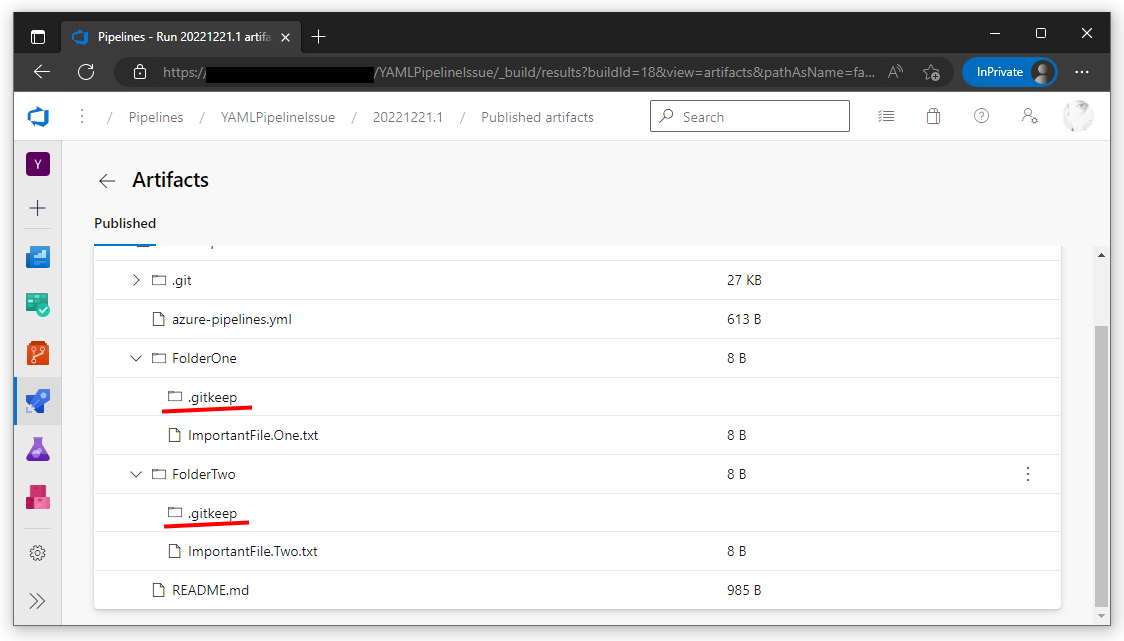 Pipelines - Run 20221221.1 artifa
https:// /YAMLPipelineIssue/_build/results?buildId=18&view=artifacts&pathAsName=fa...
InPrivate
/ Pipelines / YAMLPipelineIssue / 20221221.1 / Published artifacts
Search
Y
Artifacts
Published
.git 27 KB
azure-pipelines.yml 613 B
FolderOne 8 B
.gitkeep
ImportantFile.One.txt 8 B
FolderTwo 8 B
.gitkeep
ImportantFile.Two.txt 8 B
README.md 985 B